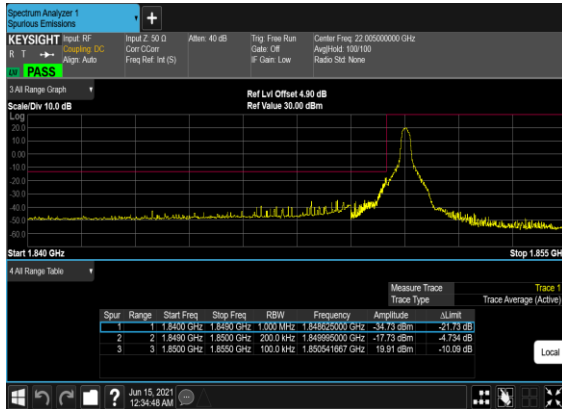 Spectrum Analyzer 1
Spurious Emissions
+
KEYSIGHT Input: RF Input Z: 50 Ω Atten: 40 dB Trig: Free Run Center Freq: 22.005000000 GHz
R T Coupling: DC Corr CCorr Gate: Off Avg|Hold: 100/100
Align: Auto Freq Ref: Int (S) IF Gain: Low Radio Std: None
LV PASS
3 All Range Graph
Ref Lvl Offset 4.90 dB
Scale/Div 10.0 dB Ref Value 30.00 dBm
Log
20.0
10.0
0.00
-10.0
-20.0
-30.0
-40.0
-50.0
-60.0
Start 1.840 GHz Stop 1.855 GH
4 All Range Table
Measure Trace Trace 1
Trace Type Trace Average (Active)
Spur Range Start Freq Stop Freq RBW Frequency Amplitude ΔLimit
1 1 1.8400 GHz 1.8490 GHz 1.000 MHz 1.848625000 GHz -34.73 dBm -21.73 dB
2 2 1.8490 GHz 1.8500 GHz 200.0 kHz 1.849995000 GHz -17.73 dBm -4.734 dB
3 3 1.8500 GHz 1.8550 GHz 100.0 kHz 1.850541667 GHz 19.91 dBm -10.09 dB
Local
? Jun 15, 2021
12:34:48 AM